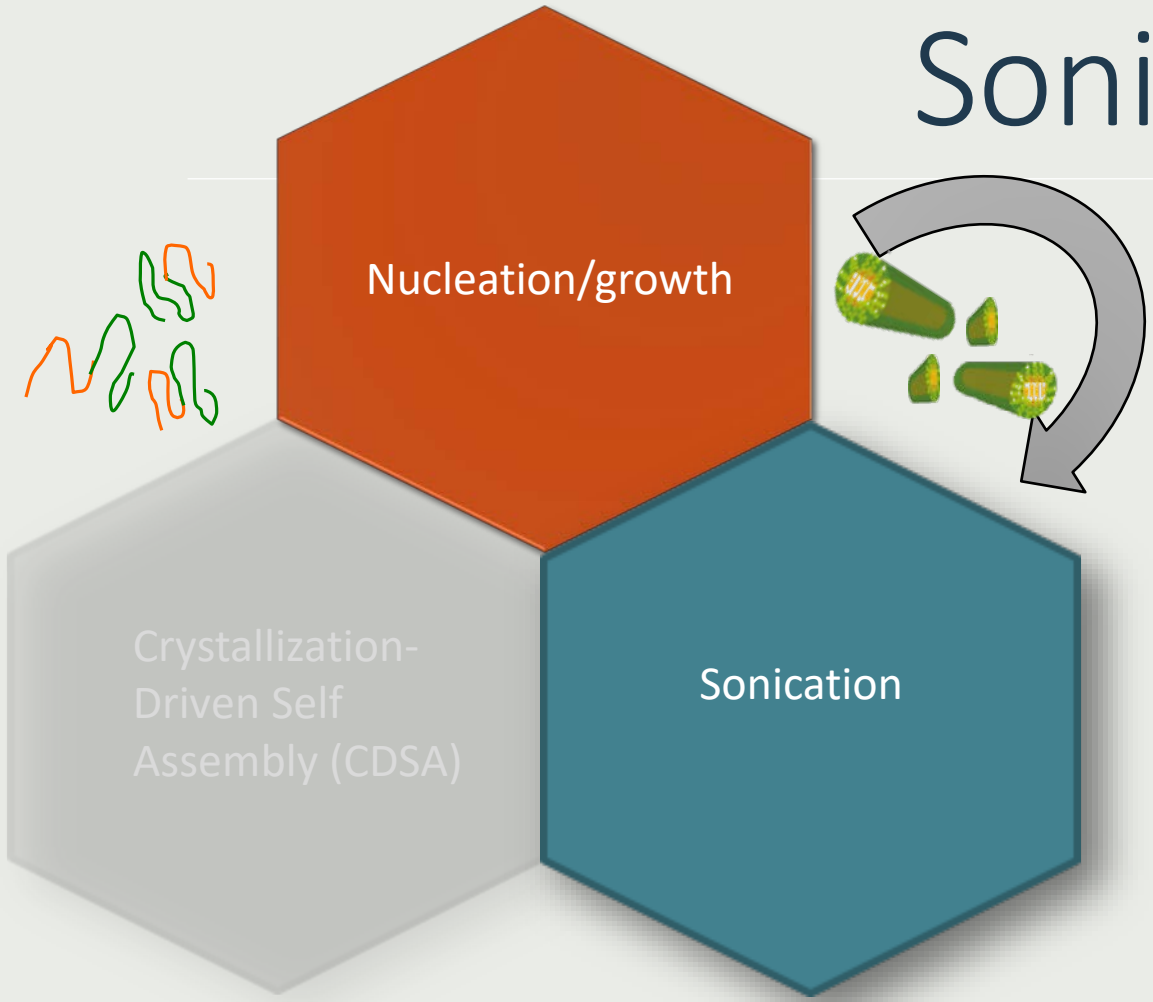 Soni
Nucleation/growth
Crystallization-
Driven Self
Assembly (CDSA)
Sonication